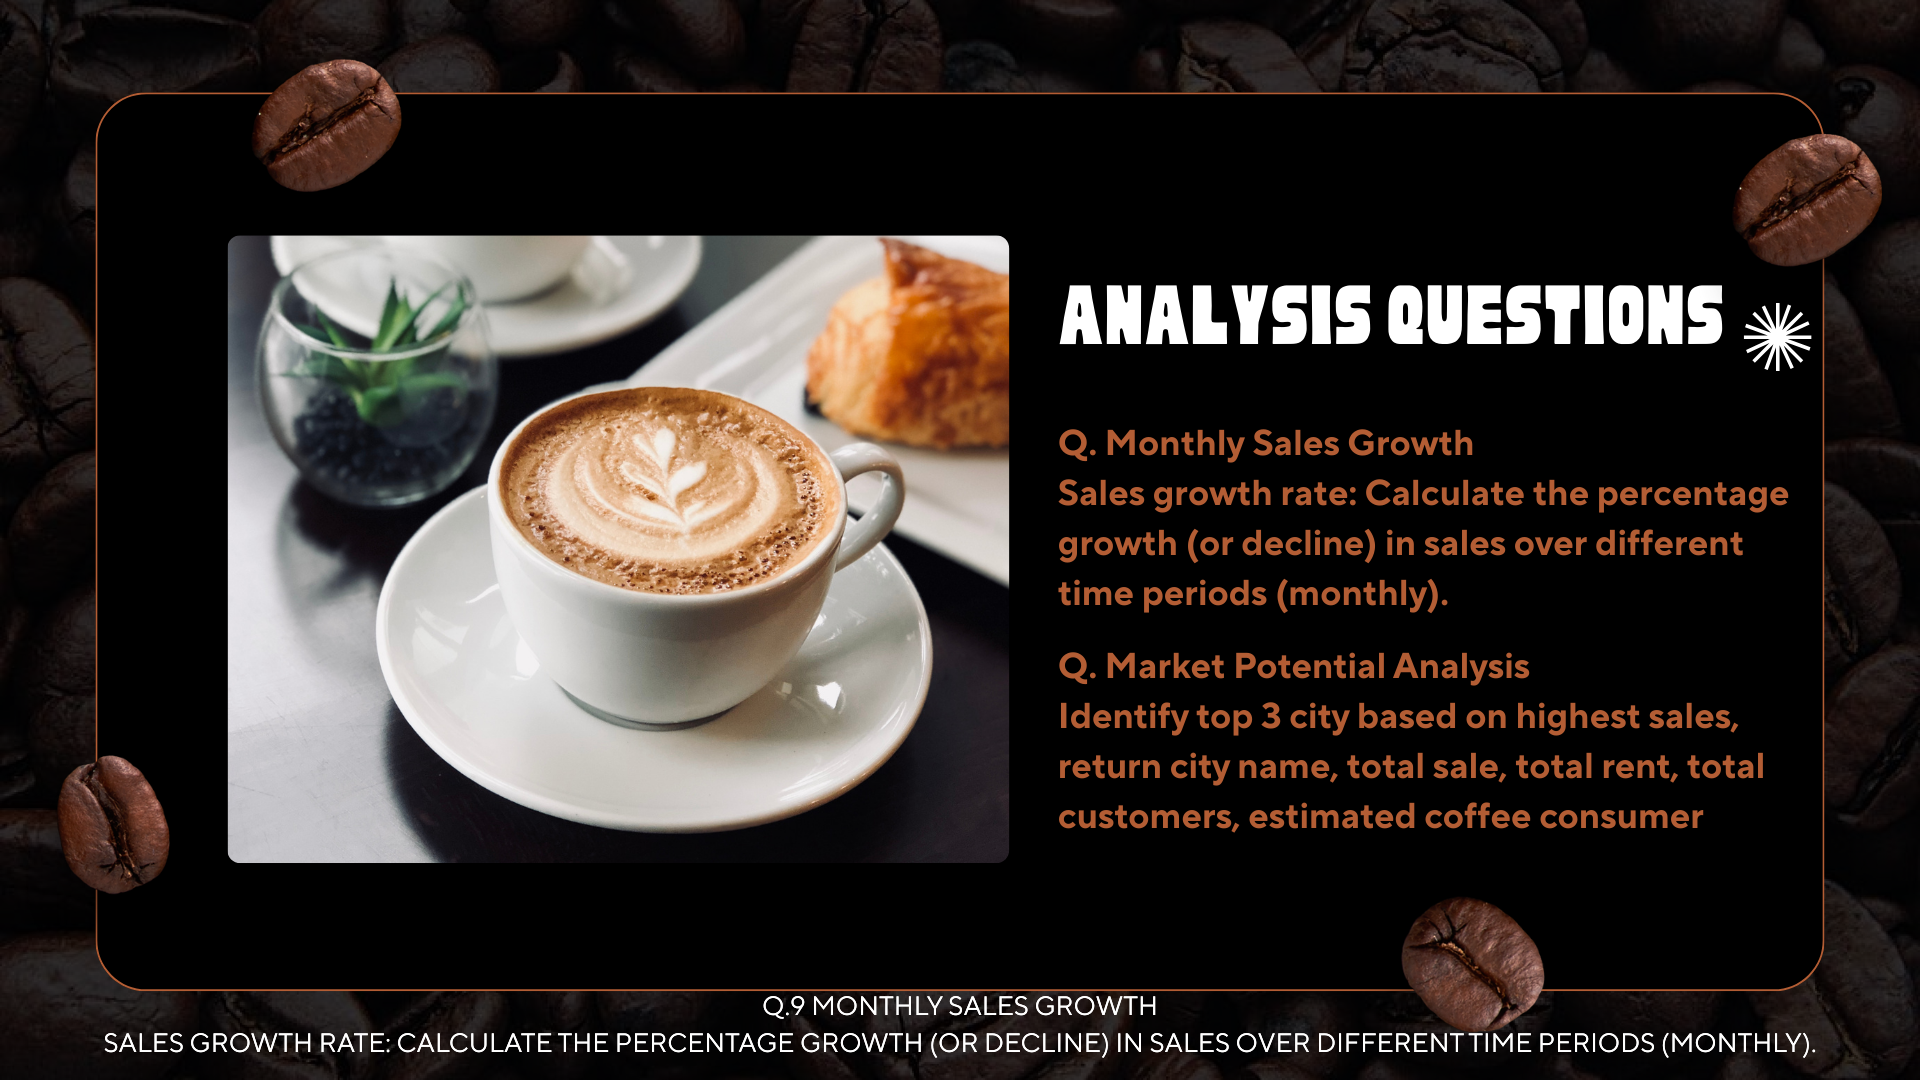 ANALYSIS QUESTIONS
Q. Monthly Sales Growth
Sales growth rate: Calculate the percentage
growth (or decline) in sales over different
time periods (monthly).
Q. Market Potential Analysis
Identify top 3 city based on highest sales,
return city name, total sale, total rent, total
customers, estimated coffee consumer
Q.9 MONTHLY SALES GROWTH
SALES GROWTH RATE: CALCULATE THE PERCENTAGE GROWTH (OR DECLINE) IN SALES OVER DIFFERENT TIME PERIODS (MONTHLY).